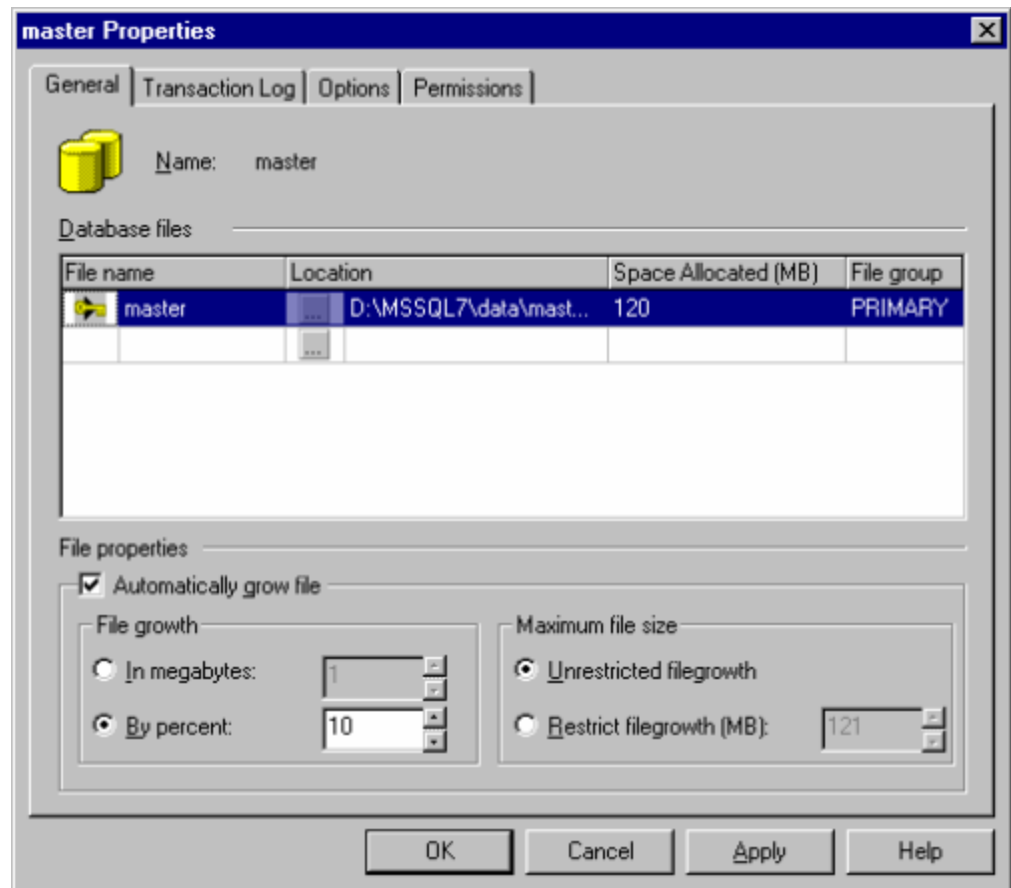 master Properties
General Transaction Log Options Permissions
Name: master
Database files
File name Location Space Allocated (MB) File group
master ... D:\MSSQL7\data\mast... 120 PRIMARY
...
File properties
Automatically grow file
File growth
In megabytes: 1
By percent: 10
Maximum file size
Unrestricted filegrowth
Restrict filegrowth (MB): 121
OK Cancel Apply Help